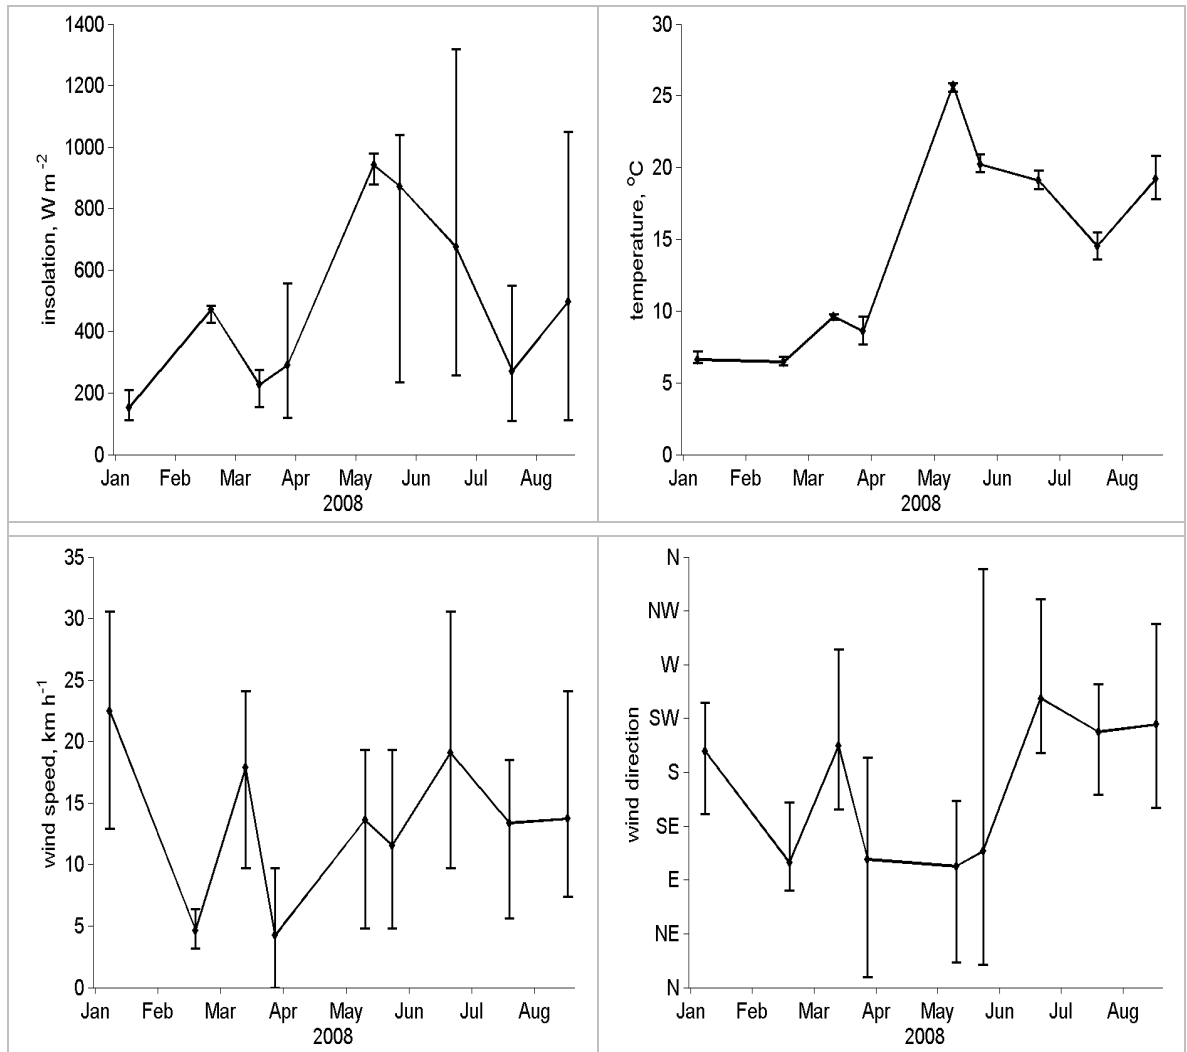 1400
1200
1000
800
600
400
200
0
insolation, W m⁻²
Jan Feb Mar Apr May Jun Jul Aug
2008
30
25
20
15
10
5
0
temperature, °C
Jan Feb Mar Apr May Jun Jul Aug
2008
35
30
25
20
15
10
5
0
wind speed, km h⁻¹
Jan Feb Mar Apr May Jun Jul Aug
2008
N
NW
W
SW
S
SE
E
NE
N
wind direction
Jan Feb Mar Apr May Jun Jul Aug
2008